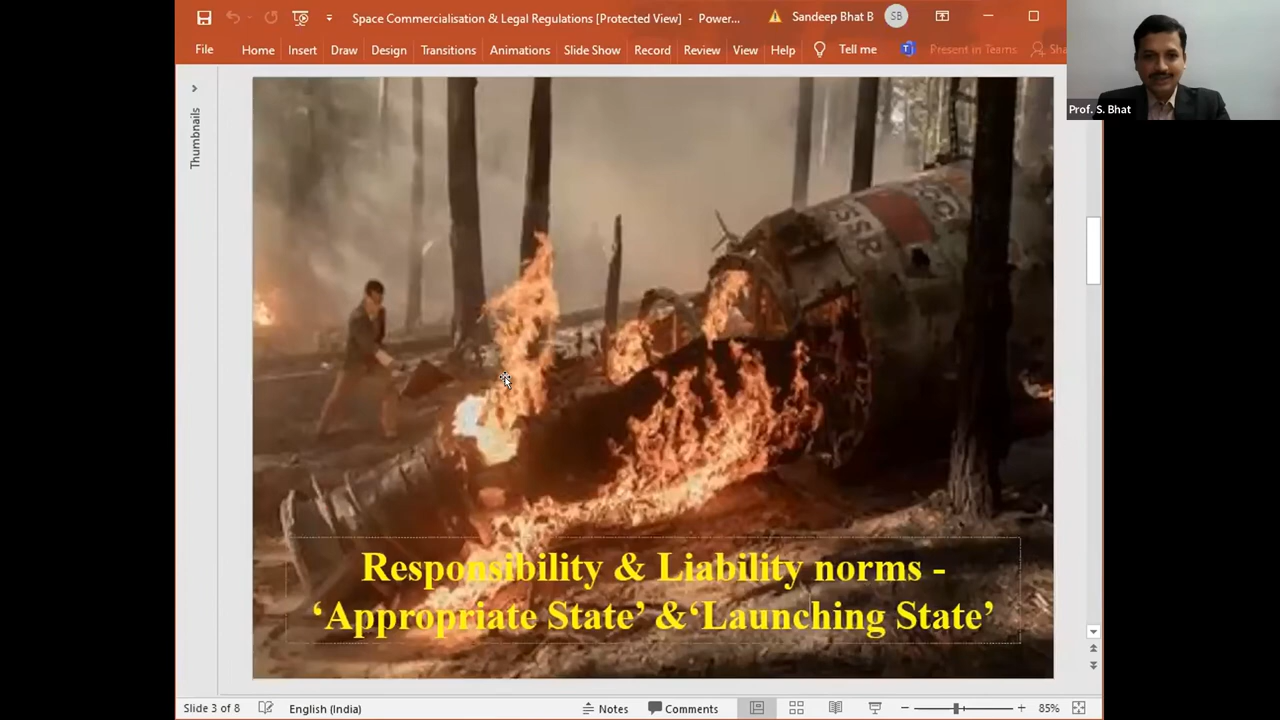 Space Commercialisation & Legal Regulations [Protected View] - Power...
Sandeep Bhat B
SB
File Home Insert Draw Design Transitions Animations Slide Show Record Review View Help Tell me Present in Teams Sha
Prof. S. Bhat
Thumbnails
SSR
Responsibility & Liability norms -
‘Appropriate State’ &‘Launching State’
Slide 3 of 8 English (India) Notes Comments 85%